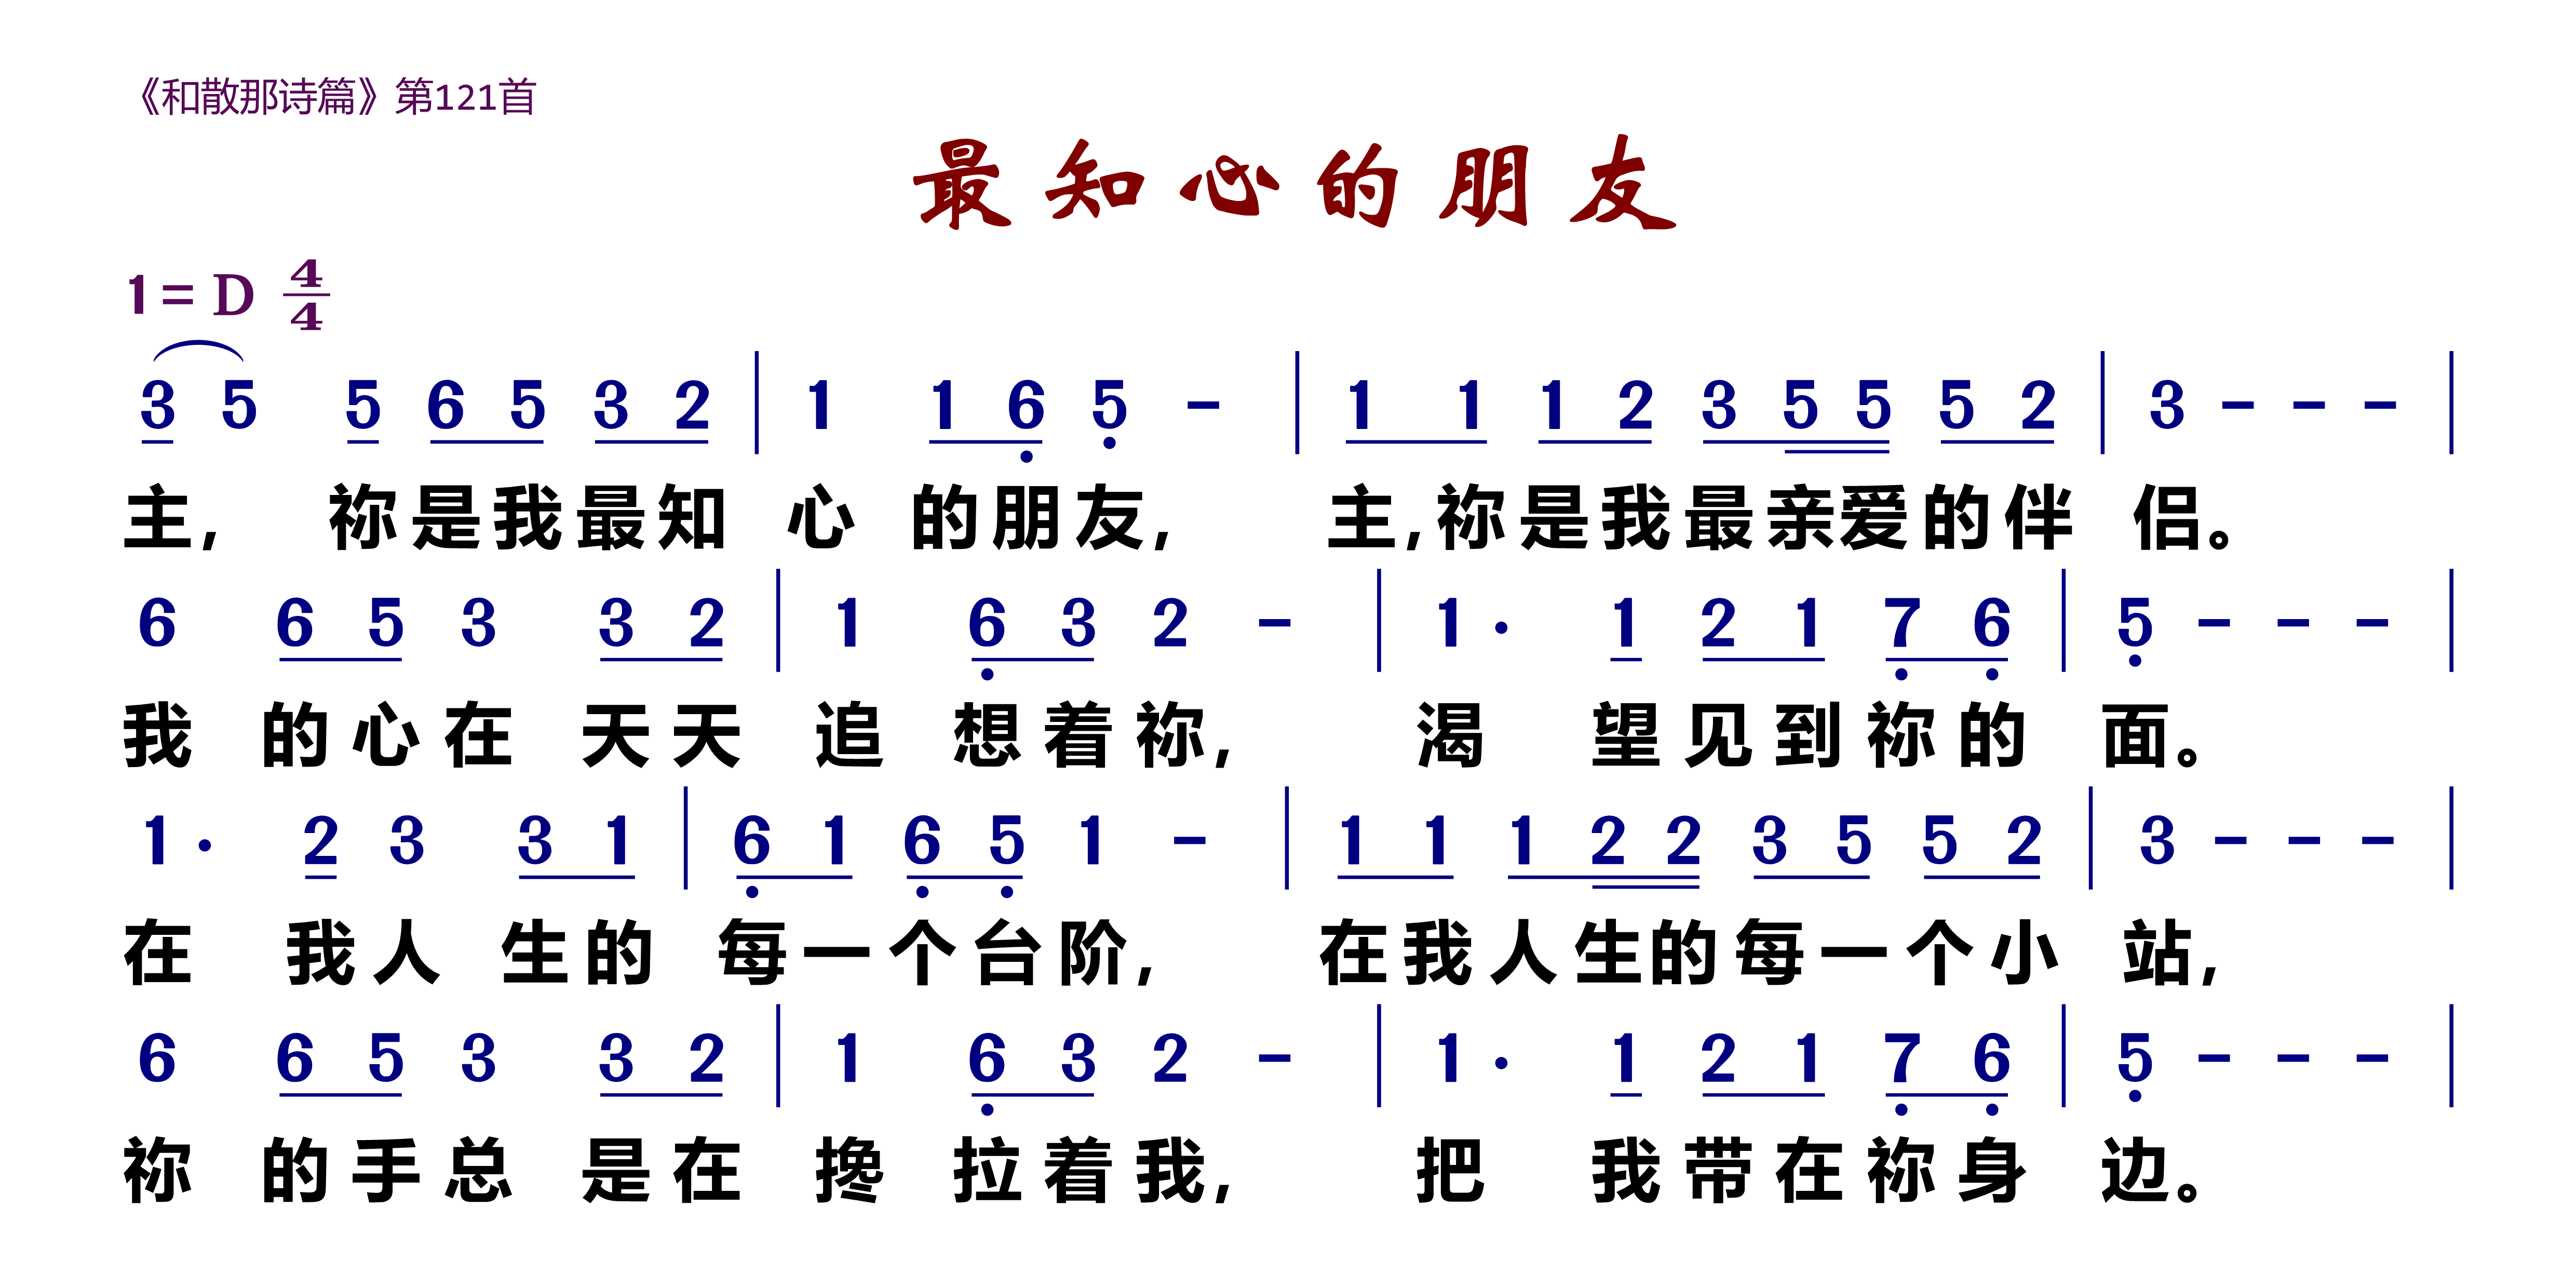 《和散那诗篇》第121首
最知心的朋友
1 = D 4/4
3 5 5 6 5 3 2 | 1 1 6 5 - | 1 1 1 2 3 5 5 5 2 | 3 - - - |
主, 祢是我最知 心 的朋友, 主,祢是我最亲爱的伴 侣。
6 6 5 3 3 2 | 1 6 3 2 - | 1 · 1 2 1 7 6 | 5 - - - |
我 的心在 天天 追 想着祢, 渴 望见到祢的 面。
1 · 2 3 3 1 | 6 1 6 5 1 - | 1 1 1 2 2 3 5 5 2 | 3 - - - |
在 我人 生的 每一个台阶, 在我人生的每一个小 站,
6 6 5 3 3 2 | 1 6 3 2 - | 1 · 1 2 1 7 6 | 5 - - - |
祢 的手总 是在 搀 拉着我, 把 我带在祢身 边。